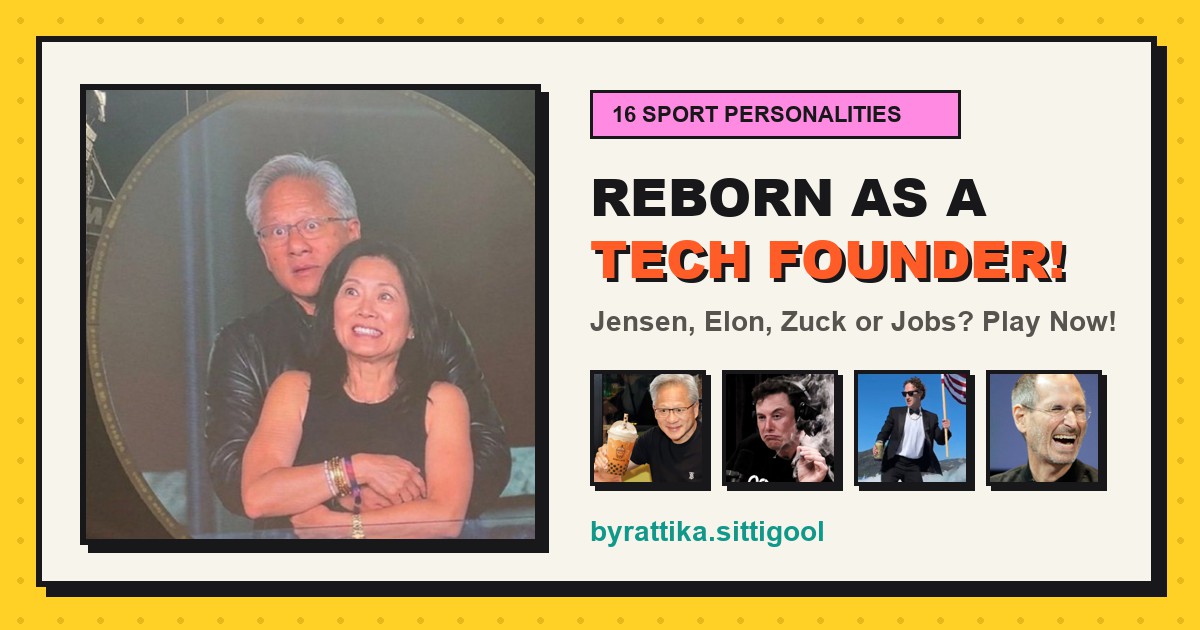 16 SPORT PERSONALITIES
REBORN AS A
TECH FOUNDER!
Jensen, Elon, Zuck or Jobs? Play Now!
byrattika.sittigool